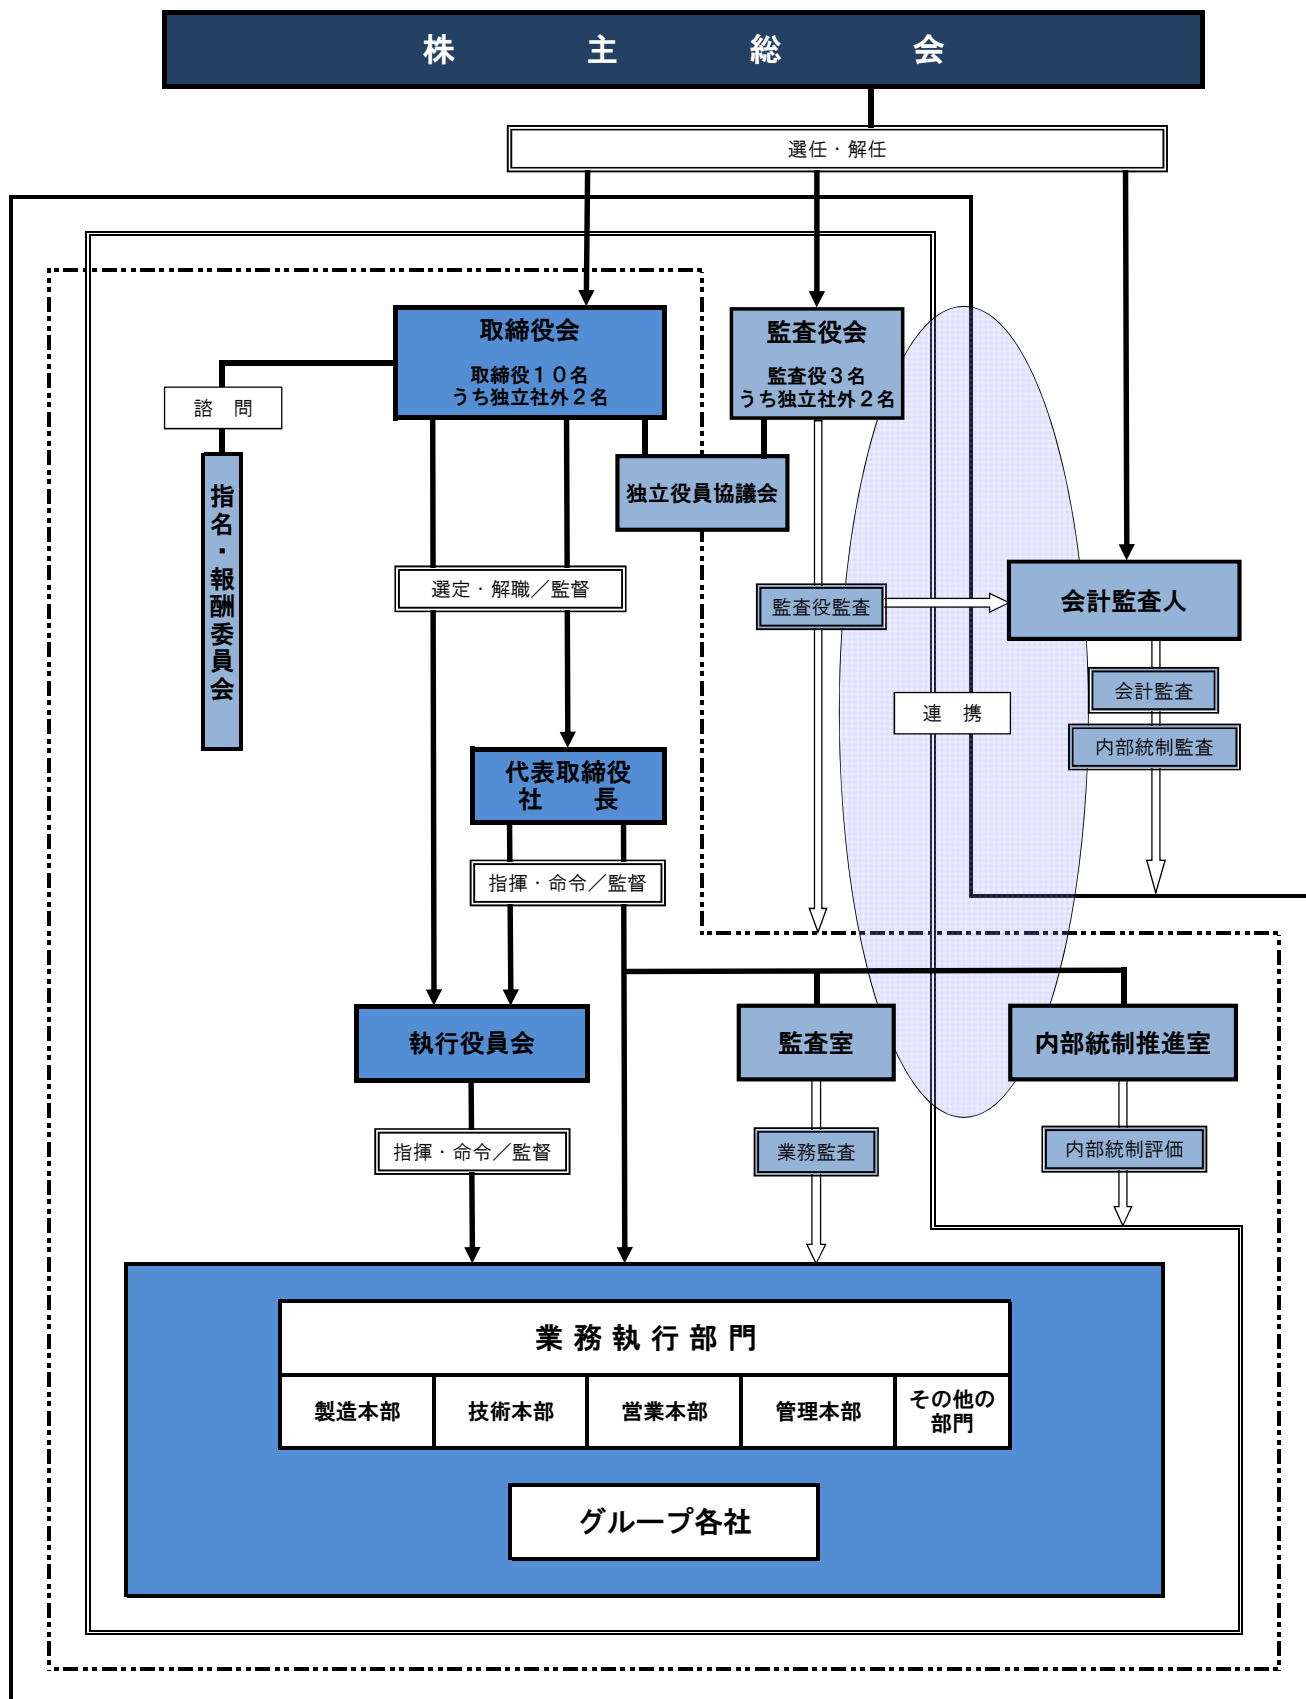 株主総会
選任・解任
取締役会
取締役１０名
うち独立社外２名
監査役会
監査役３名
うち独立社外２名
諮　問
指名・報酬委員会
独立役員協議会
選定・解職／監督
監査役監査
会計監査人
会計監査
連　携
内部統制監査
代表取締役
社　　長
指揮・命令／監督
執行役員会
監査室
内部統制推進室
指揮・命令／監督
業務監査
内部統制評価
業務執行部門
製造本部
技術本部
営業本部
管理本部
その他の
部門
グループ各社